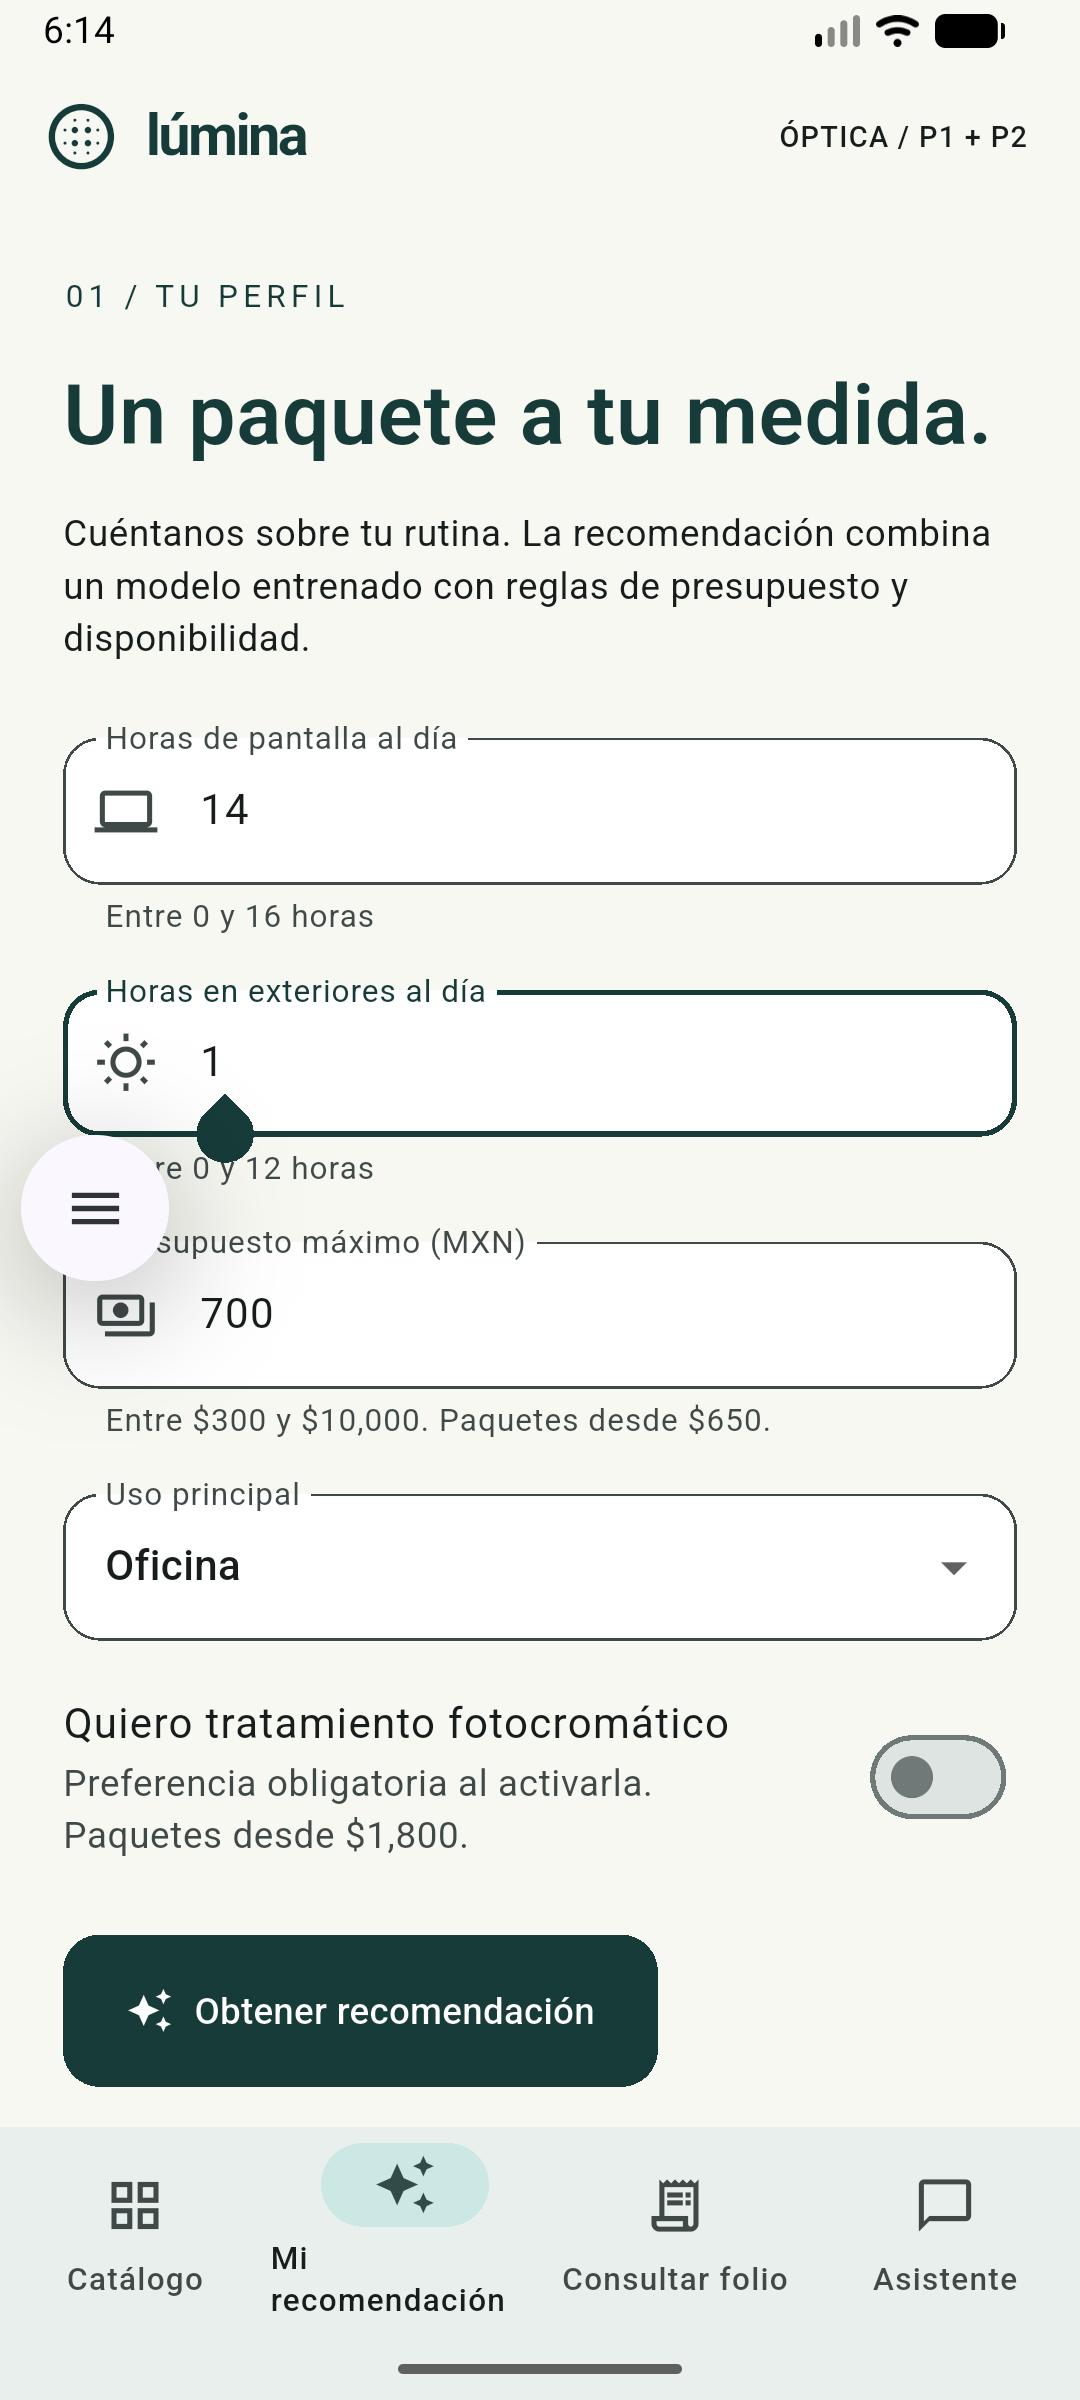 6:14
lúmina
ÓPTICA / P1 + P2
01 / TU PERFIL
Un paquete a tu medida.
Cuéntanos sobre tu rutina. La recomendación combina
un modelo entrenado con reglas de presupuesto y
disponibilidad.
Horas de pantalla al día
14
Entre 0 y 16 horas
Horas en exteriores al día
1
re 0 y 12 horas
supuesto máximo (MXN)
700
Entre $300 y $10,000. Paquetes desde $650.
Uso principal
Oficina
Quiero tratamiento fotocromático
Preferencia obligatoria al activarla.
Paquetes desde $1,800.
Obtener recomendación
Catálogo
Mi
recomendación
Consultar folio
Asistente